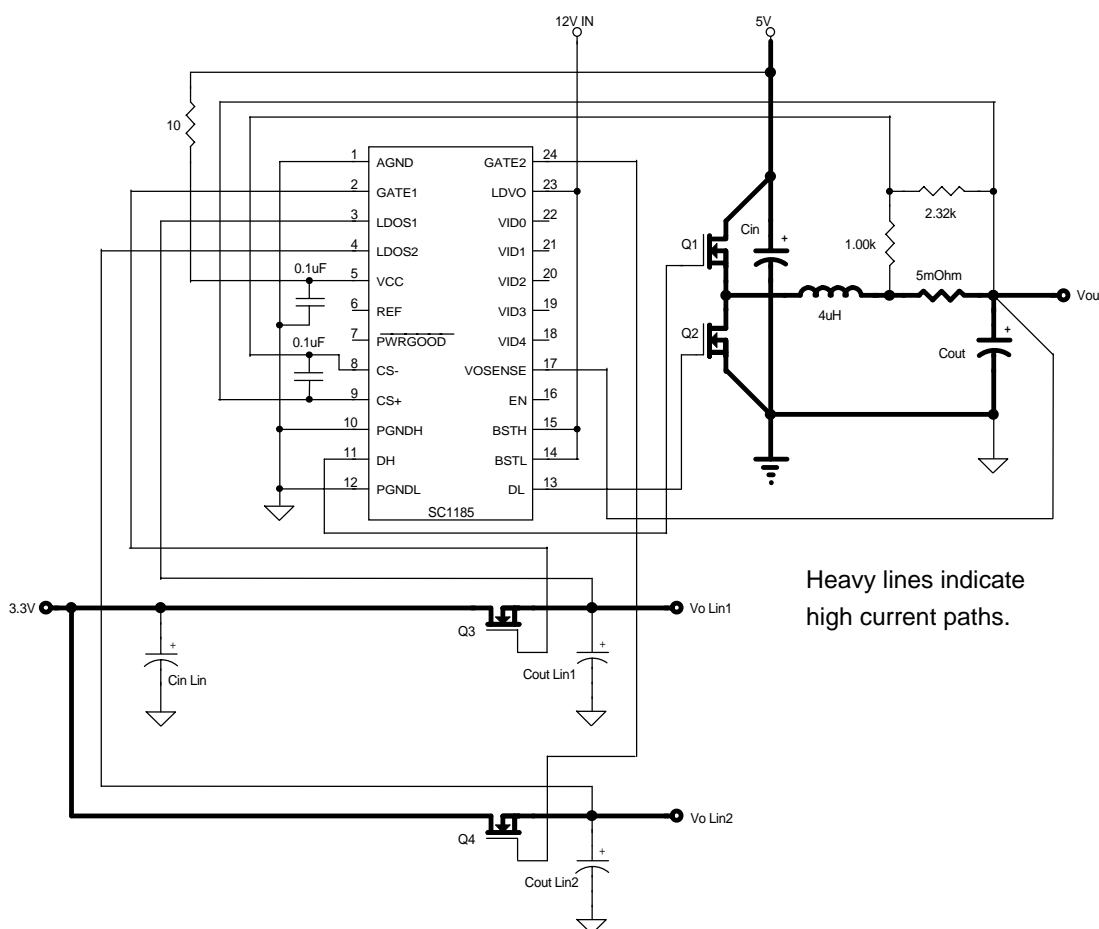 12V IN
5V
10
1 AGND
GATE2 24
2 GATE1
LDVO 23
3 LDOS1
VID0 22
4 LDOS2
VID1 21
0.1uF
5 VCC
VID2 20
6 REF
VID3 19
0.1uF
7 PWRGOOD
VID4 18
8 CS-
VOSENSE 17
9 CS+
EN 16
10 PGNDH
BSTH 15
11 DH
BSTL 14
12 PGNDL
DL 13
SC1185
Q1
Cin
+
2.32k
1.00k
5mOhm
4uH
Vou
Q2
+
Cout
Heavy lines indicate
high current paths.
3.3V
Q3
Vo Lin1
+
Cin Lin
+
Cout Lin1
Q4
Vo Lin2
+
Cout Lin2